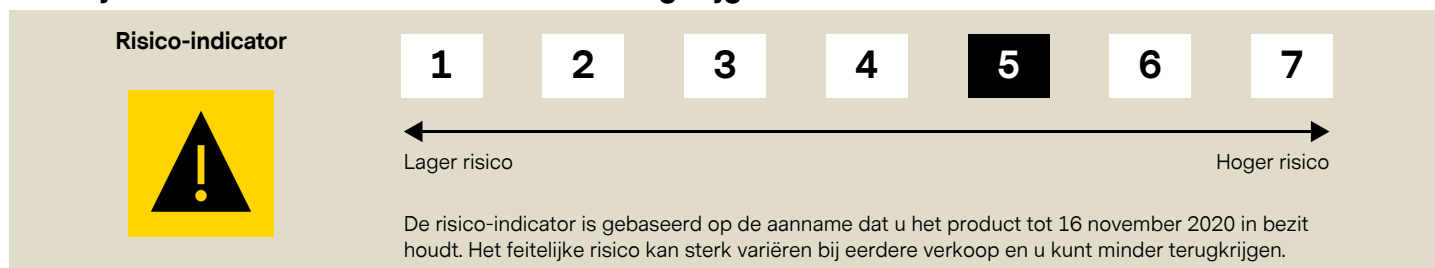 Risico-indicator
1 2 3 4 5 6 7
Lager risico Hoger risico
De risico-indicator is gebaseerd op de aanname dat u het product tot 16 november 2020 in bezit
houdt. Het feitelijke risico kan sterk variëren bij eerdere verkoop en u kunt minder terugkrijgen.